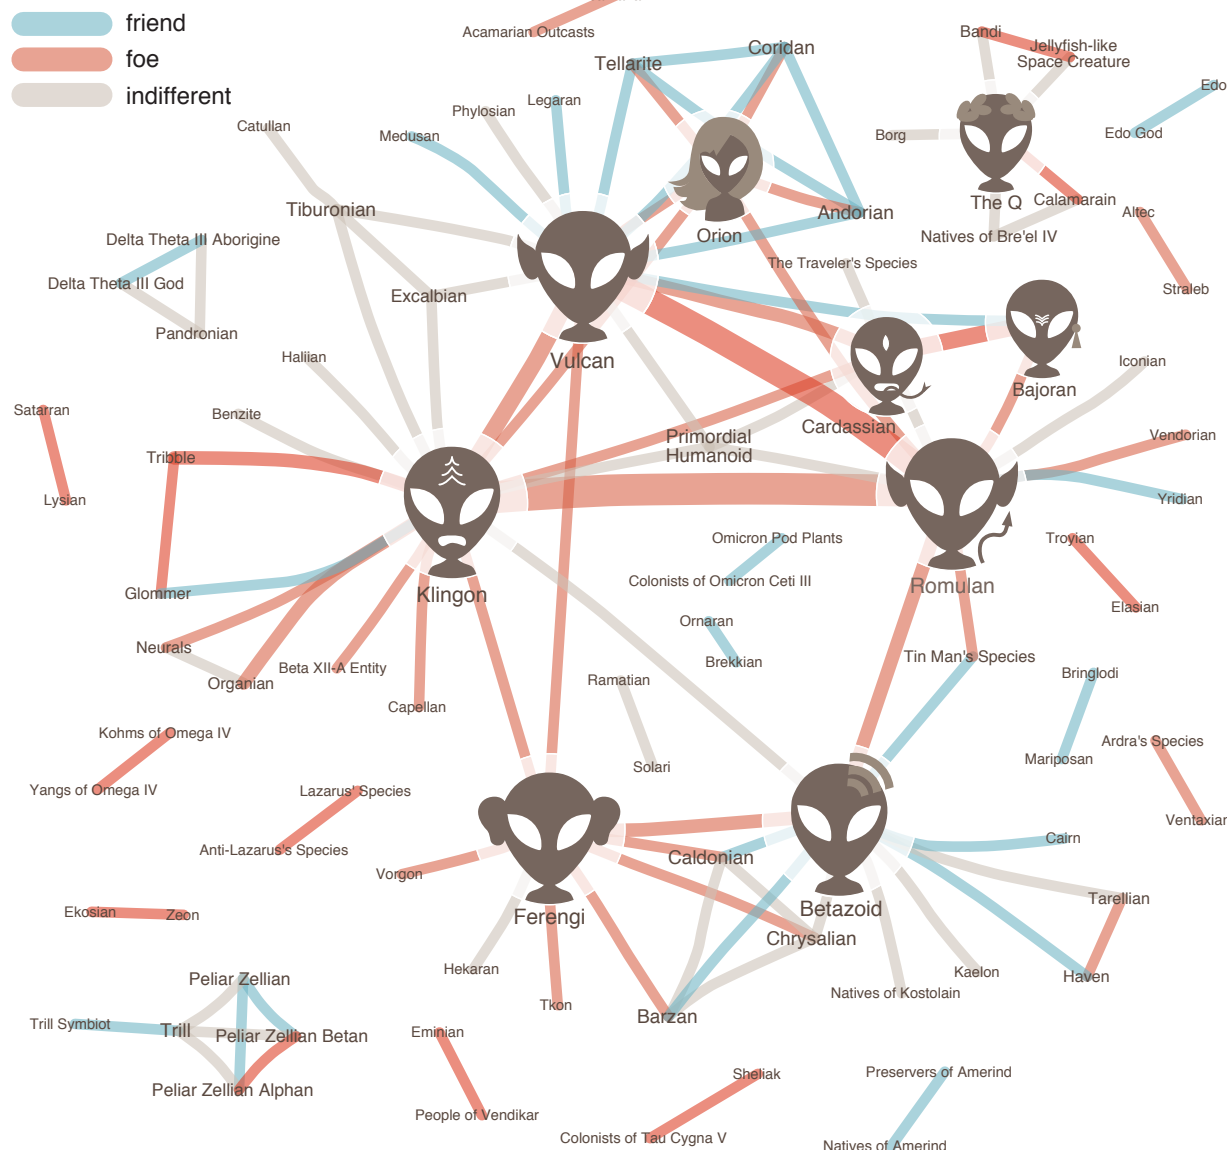 friend
foe
indifferent
Acamarian Outcasts
Tellarite
Coridan
Bandi
Jellyfish-like
Space Creature
Edo
Edo God
Legaran
Phylosian
Medusan
Catullan
Borg
The Q
Calamarain
Altec
Tiburonian
Orion
Andorian
Natives of Bre'el IV
Delta Theta III Aborigine
The Traveler's Species
Delta Theta III God
Excalbian
Straleb
Pandronian
Haliian
Vulcan
Iconian
Bajoran
Satarran
Benzite
Cardassian
Primordial
Humanoid
Vendorian
Tribble
Lysian
Yridian
Omicron Pod Plants
Troyian
Colonists of Omicron Ceti III
Romulan
Glommer
Klingon
Elasian
Ornaran
Neurals
Brekkian
Tin Man's Species
Beta XII-A Entity
Organian
Ramatian
Bringlodi
Capellan
Kohms of Omega IV
Ardra's Species
Solari
Mariposan
Yangs of Omega IV
Lazarus' Species
Ventaxian
Anti-Lazarus's Species
Cairn
Caldonian
Vorgon
Tarellian
Ekosian
Zeon
Ferengi
Betazoid
Chrysalian
Hekaran
Kaelon
Haven
Peliar Zellian
Natives of Kostolain
Tkon
Barzan
Trill Symbiot
Trill
Peliar Zellian Betan
Eminian
Peliar Zellian Alphan
Sheliak
Preservers of Amerind
People of Vendikar
Colonists of Tau Cygna V
Natives of Amerind